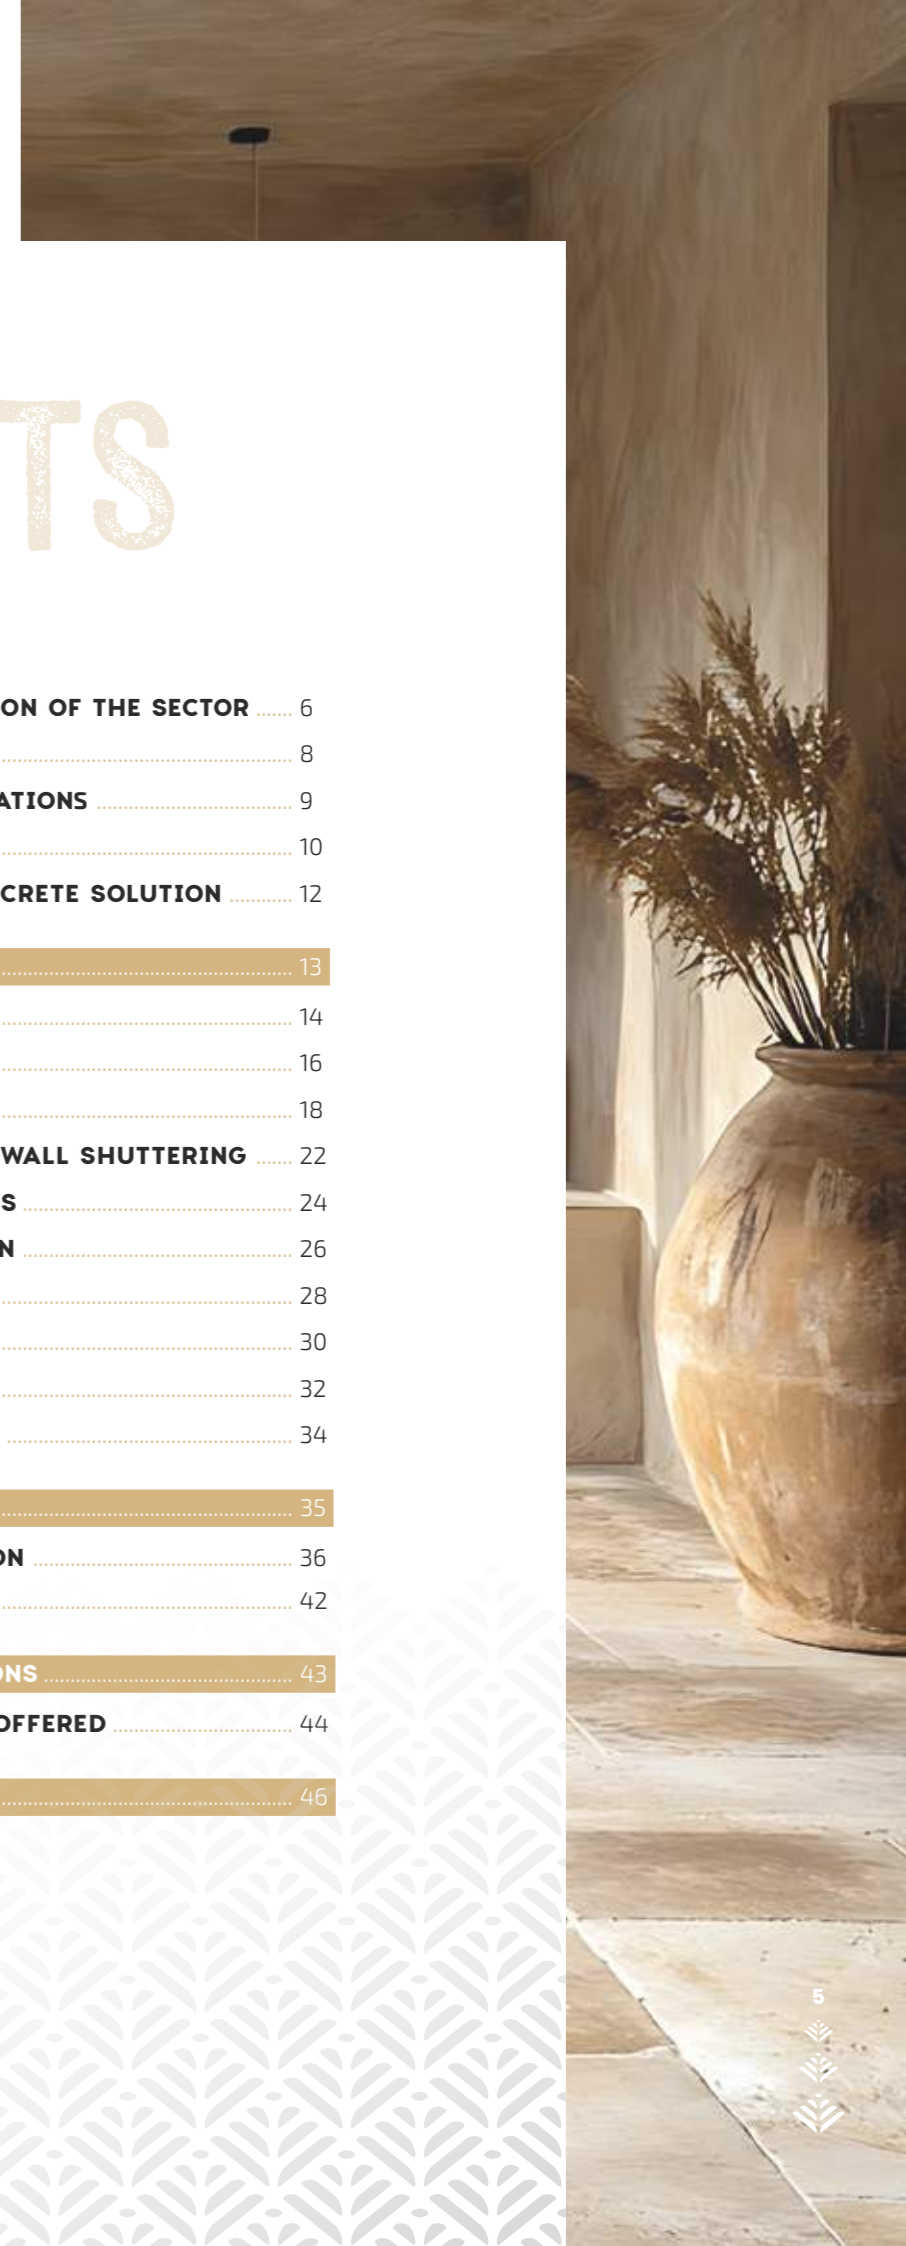 TS
ON OF THE SECTOR ...... 6
8
ATIONS ...... 9
10
CRETE SOLUTION ...... 12
13
14
16
18
WALL SHUTTERING ...... 22
S ...... 24
N ...... 26
28
30
32
34
35
ON ...... 36
42
ONS ...... 43
OFFERED ...... 44
46
5